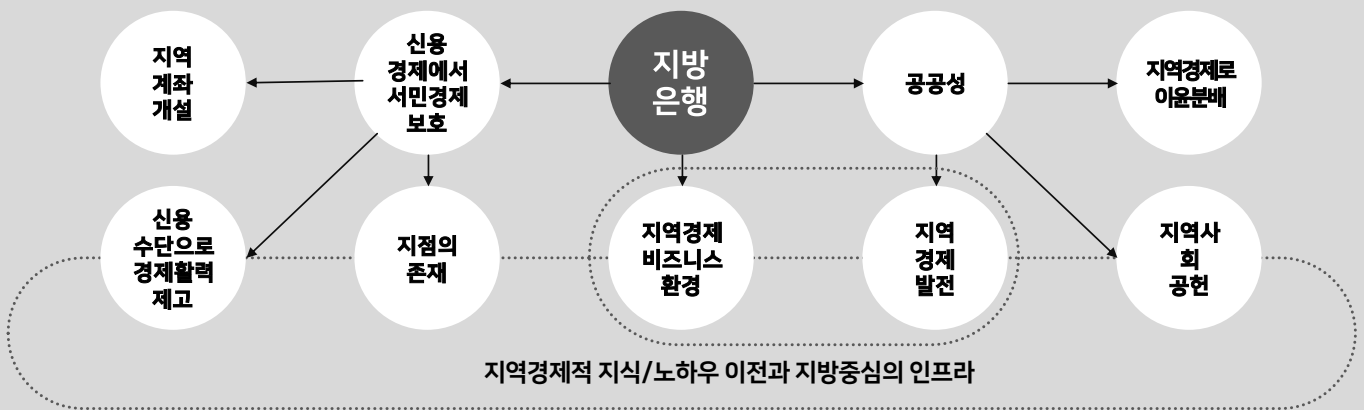 지역
계좌
개설
신용
경제에서
서민경제
보호
지방
은행
공공성
지역경제로
이윤분배
신용
수단으로
경제활력
제고
지점의
존재
지역경제
비즈니스
환경
지역
경제
발전
지역사
회
공헌
지역경제적 지식/노하우 이전과 지방중심의 인프라